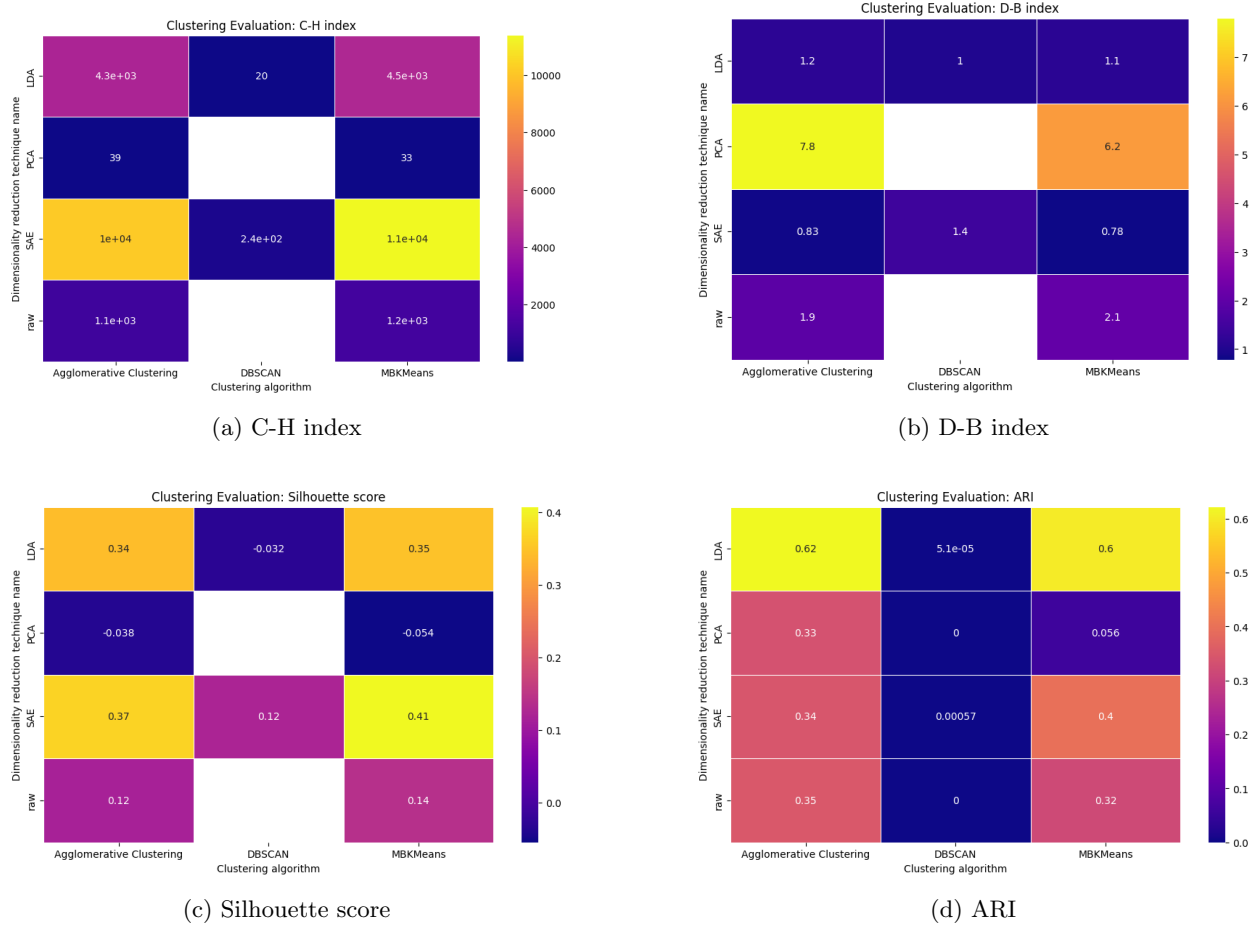 Clustering Evaluation: C-H index
Dimensionality reduction technique name
LDA
4.3e+03
20
4.5e+03
PCA
39
33
SAE
1e+04
2.4e+02
1.1e+04
raw
1.1e+03
1.2e+03
Agglomerative Clustering
DBSCAN
MBKMeans
Clustering algorithm
10000
8000
6000
4000
2000
(a) C-H index
Clustering Evaluation: D-B index
Dimensionality reduction technique name
LDA
1.2
1
1.1
PCA
7.8
6.2
SAE
0.83
1.4
0.78
raw
1.9
2.1
Agglomerative Clustering
DBSCAN
MBKMeans
Clustering algorithm
7
6
5
4
3
2
1
(b) D-B index
Clustering Evaluation: Silhouette score
Dimensionality reduction technique name
LDA
0.34
-0.032
0.35
PCA
-0.038
-0.054
SAE
0.37
0.12
0.41
raw
0.12
0.14
Agglomerative Clustering
DBSCAN
MBKMeans
Clustering algorithm
0.4
0.3
0.2
0.1
0.0
(c) Silhouette score
Clustering Evaluation: ARI
Dimensionality reduction technique name
LDA
0.62
5.1e-05
0.6
PCA
0.33
0
0.056
SAE
0.34
0.00057
0.4
raw
0.35
0
0.32
Agglomerative Clustering
DBSCAN
MBKMeans
Clustering algorithm
0.6
0.5
0.4
0.3
0.2
0.1
0.0
(d) ARI